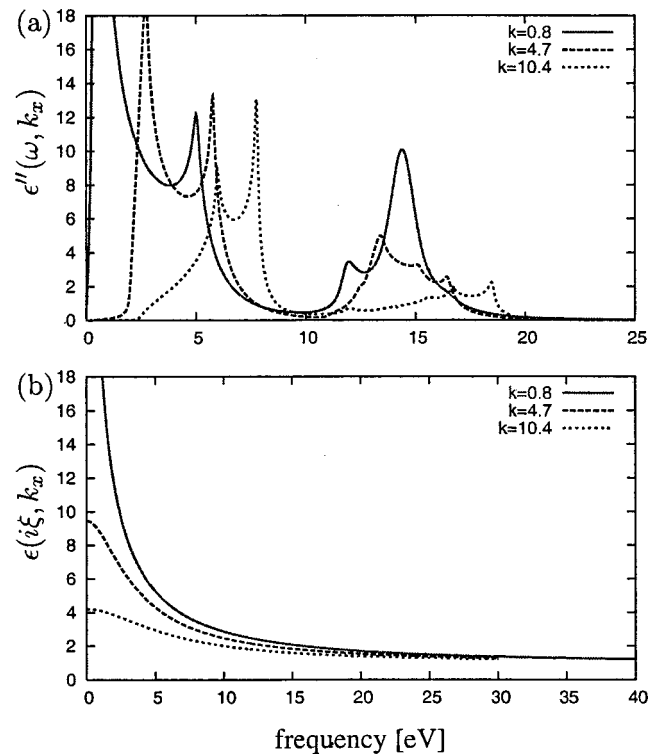 (a)
18
16
14
12
10
8
6
4
2
0
ϵ''(ω, kₓ)
k=0.8
k=4.7
k=10.4
0 5 10 15 20 25
(b)
18
16
14
12
10
8
6
4
2
0
ϵ(iξ, kₓ)
k=0.8
k=4.7
k=10.4
0 5 10 15 20 25 30 35 40
frequency [eV]